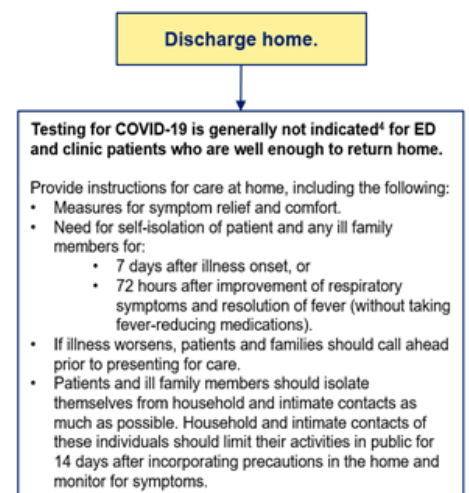 Discharge home.
Testing for COVID-19 is generally not indicated⁴ for ED
and clinic patients who are well enough to return home.
Provide instructions for care at home, including the following:
• Measures for symptom relief and comfort.
• Need for self-isolation of patient and any ill family
members for:
• 7 days after illness onset, or
• 72 hours after improvement of respiratory
symptoms and resolution of fever (without taking
fever-reducing medications).
• If illness worsens, patients and families should call ahead
prior to presenting for care.
• Patients and ill family members should isolate
themselves from household and intimate contacts as
much as possible. Household and intimate contacts of
these individuals should limit their activities in public for
14 days after incorporating precautions in the home and
monitor for symptoms.